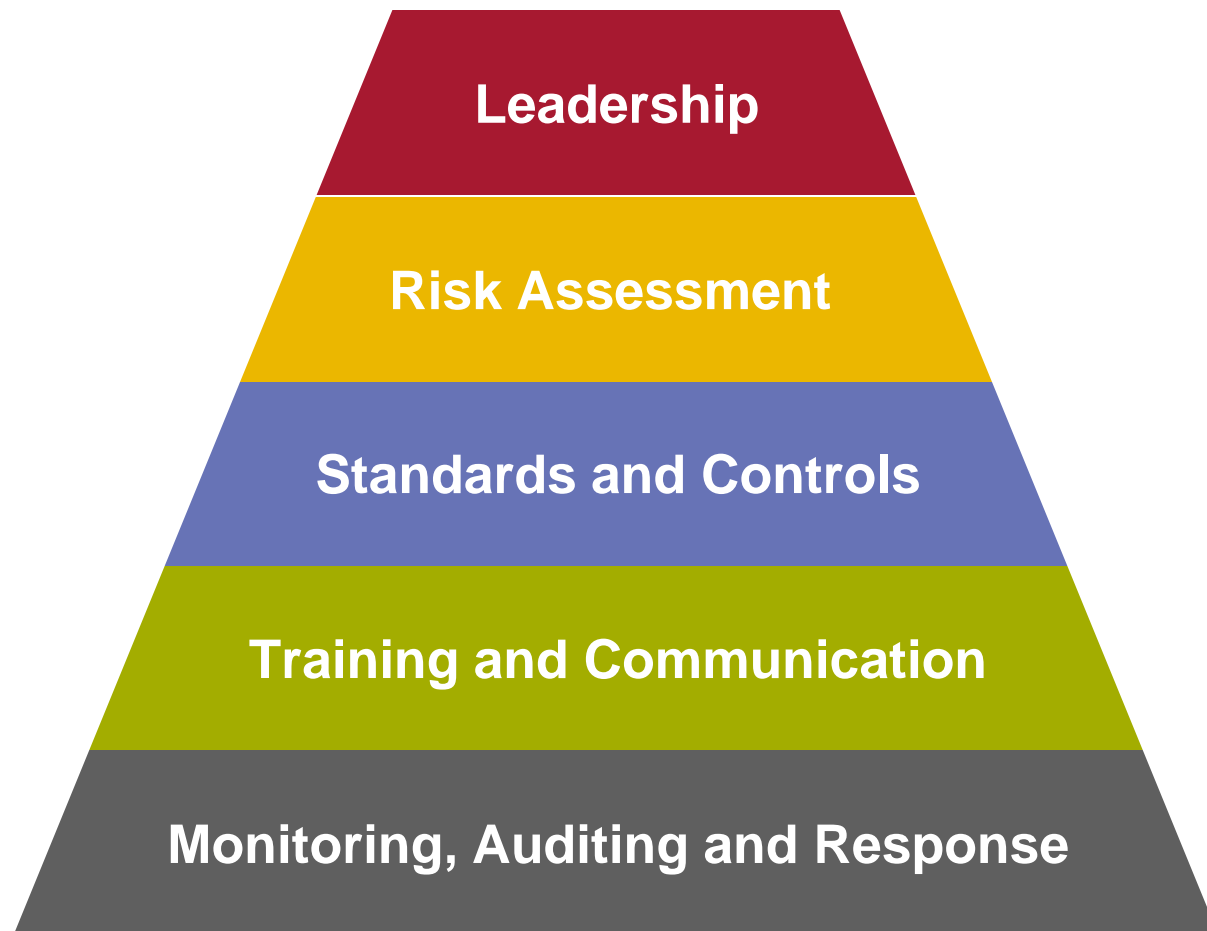 Leadership
Risk Assessment
Standards and Controls
Training and Communication
Monitoring, Auditing and Response